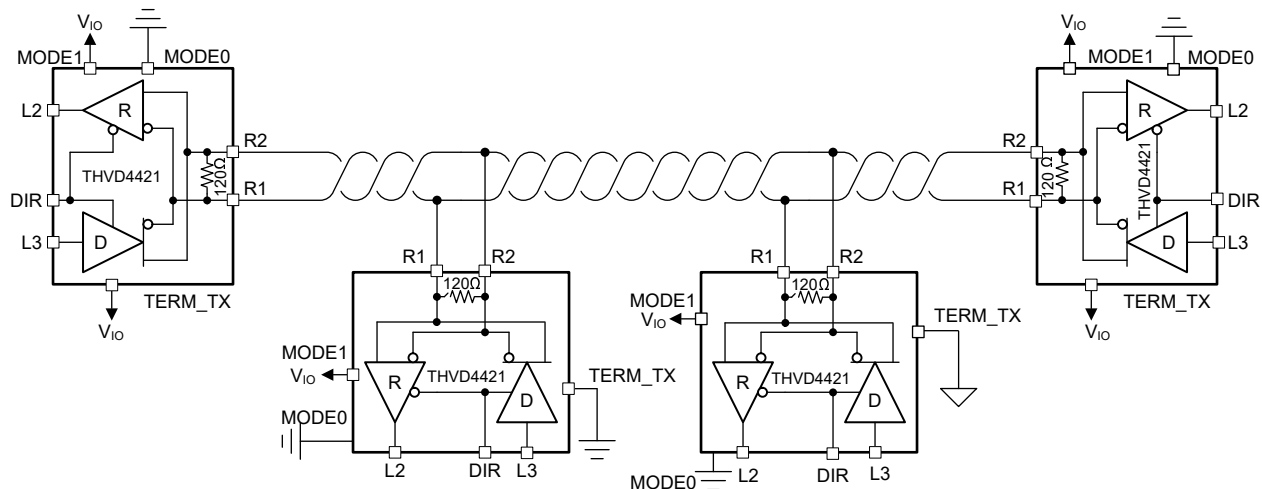 VIO
MODE1
MODE0
L2
R
R2
120Ω
THVD4421
DIR
R1
L3
D
TERM_TX
VIO
VIO
MODE1
MODE0
R
L2
R2
120Ω
THVD4421
R1
DIR
D
L3
TERM_TX
VIO
R1
R2
120Ω
MODE1
VIO
R
THVD4421
D
TERM_TX
MODE0
L2
DIR
L3
R1
R2
120Ω
MODE1
VIO
TERM_TX
R
THVD4421
D
MODE0
L2
DIR
L3